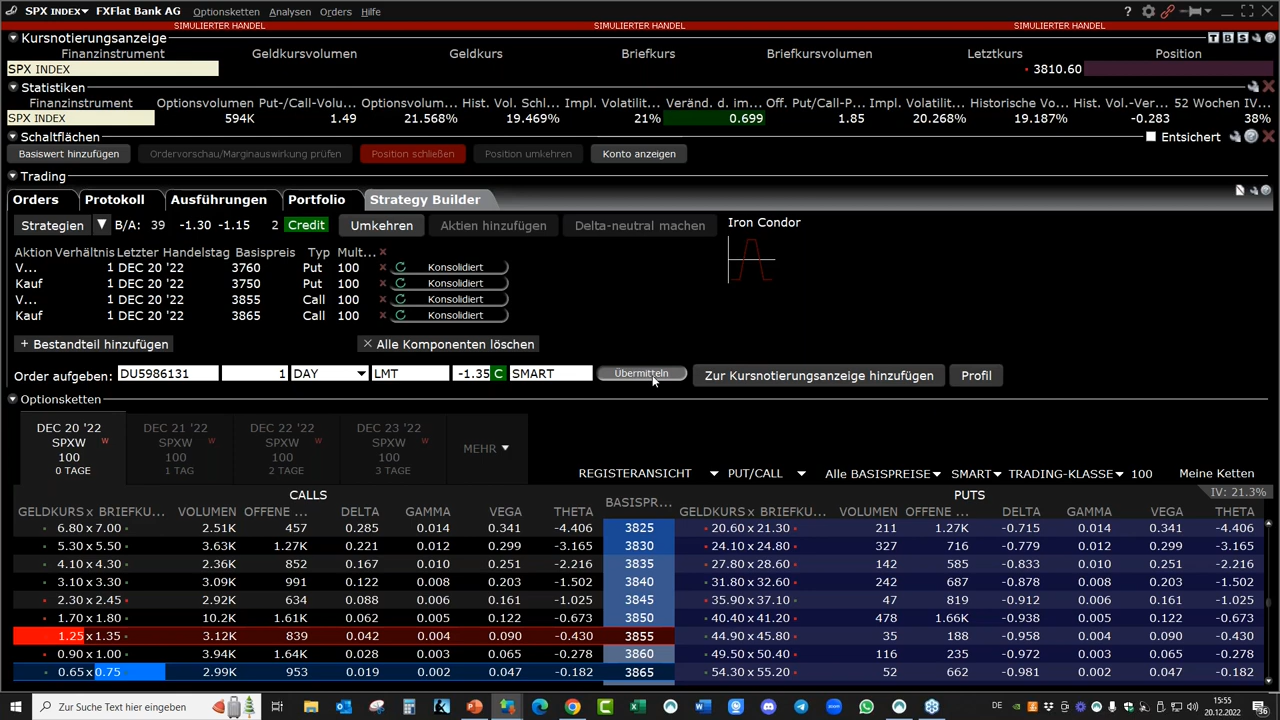 SPX INDEX▾ FXFlat Bank AG Optionsketten Analysen Orders Hilfe ?
SIMULIERTER HANDEL SIMULIERTER HANDEL SIMULIERTER HANDEL
Kursnotierungsanzeige T B S
Finanzinstrument Geldkursvolumen Geldkurs Briefkurs Briefkursvolumen Letztkurs Position
SPX INDEX 3810.60
Statistiken
Finanzinstrument Optionsvolumen Put-/Call-Volu... Optionsvolum... Hist. Vol. Schl... Impl. Volatilit... Veränd. d. im... Off. Put/Call-P... Impl. Volatilit... Historische Vo... Hist. Vol.-Ver... 52 Wochen IV...
SPX INDEX 594K 1.49 21.568% 19.469% 21% 0.699 1.85 20.268% 19.187% -0.283 38%
Schaltflächen Entsichert
Basiswert hinzufügen Ordervorschau/Marginauswirkung prüfen Position schließen Position umkehren Konto anzeigen
Trading
Orders Protokoll Ausführungen Portfolio Strategy Builder
Strategien ▼ B/A: 39 -1.30 -1.15 2 Credit Umkehren Aktien hinzufügen Delta-neutral machen Iron Condor
Aktion Verhältnis Letzter Handelstag Basispreis Typ Mult... x
V... 1 DEC 20 '22 3760 Put 100 x Konsolidiert
Kauf 1 DEC 20 '22 3750 Put 100 x Konsolidiert
V... 1 DEC 20 '22 3855 Call 100 x Konsolidiert
Kauf 1 DEC 20 '22 3865 Call 100 x Konsolidiert
+ Bestandteil hinzufügen × Alle Komponenten löschen
Order aufgeben: DU5986131 1 DAY LMT -1.35 C SMART Übermitteln Zur Kursnotierungsanzeige hinzufügen Profil
Optionsketten
DEC 20 '22 DEC 21 '22 DEC 22 '22 DEC 23 '22
SPXW W SPXW W SPXW W SPXW W MEHR ▼
100 100 100 100
0 TAGE 1 TAG 2 TAGE 3 TAGE
REGISTERANSICHT ▾ PUT/CALL ▾ Alle BASISPREISE▾ SMART▾ TRADING-KLASSE▾ 100 Meine Ketten
CALLS BASISPR... PUTS IV: 21.3%
GELDKURS x BRIEFKU... VOLUMEN OFFENE ... DELTA GAMMA VEGA THETA GELDKURS x BRIEFKU... VOLUMEN OFFENE ... DELTA GAMMA VEGA THETA
6.80 x 7.00 2.51K 457 0.285 0.014 0.341 -4.406 3825 20.60 x 21.30 211 1.27K -0.715 0.014 0.341 -4.406
5.30 x 5.50 3.63K 1.27K 0.221 0.012 0.299 -3.165 3830 24.10 x 24.80 327 716 -0.779 0.012 0.299 -3.165
4.10 x 4.30 2.36K 852 0.167 0.010 0.251 -2.216 3835 27.80 x 28.60 142 585 -0.833 0.010 0.251 -2.216
3.10 x 3.30 3.09K 991 0.122 0.008 0.203 -1.502 3840 31.80 x 32.60 242 687 -0.878 0.008 0.203 -1.502
2.30 x 2.45 2.92K 634 0.088 0.006 0.161 -1.025 3845 35.90 x 37.10 47 819 -0.912 0.006 0.161 -1.025
1.70 x 1.80 10.2K 1.61K 0.062 0.005 0.122 -0.673 3850 40.40 x 41.20 478 1.66K -0.938 0.005 0.122 -0.673
1.25 x 1.35 3.12K 839 0.042 0.004 0.090 -0.430 3855 44.90 x 45.80 35 188 -0.958 0.004 0.090 -0.430
0.90 x 1.00 3.94K 1.64K 0.028 0.003 0.065 -0.278 3860 49.50 x 50.40 116 235 -0.972 0.003 0.065 -0.278
0.65 x 0.75 2.99K 953 0.019 0.002 0.047 -0.182 3865 54.30 x 55.20 52 662 -0.981 0.002 0.047 -0.182
Zur Suche Text hier eingeben DE 15:55
20.12.2022 36